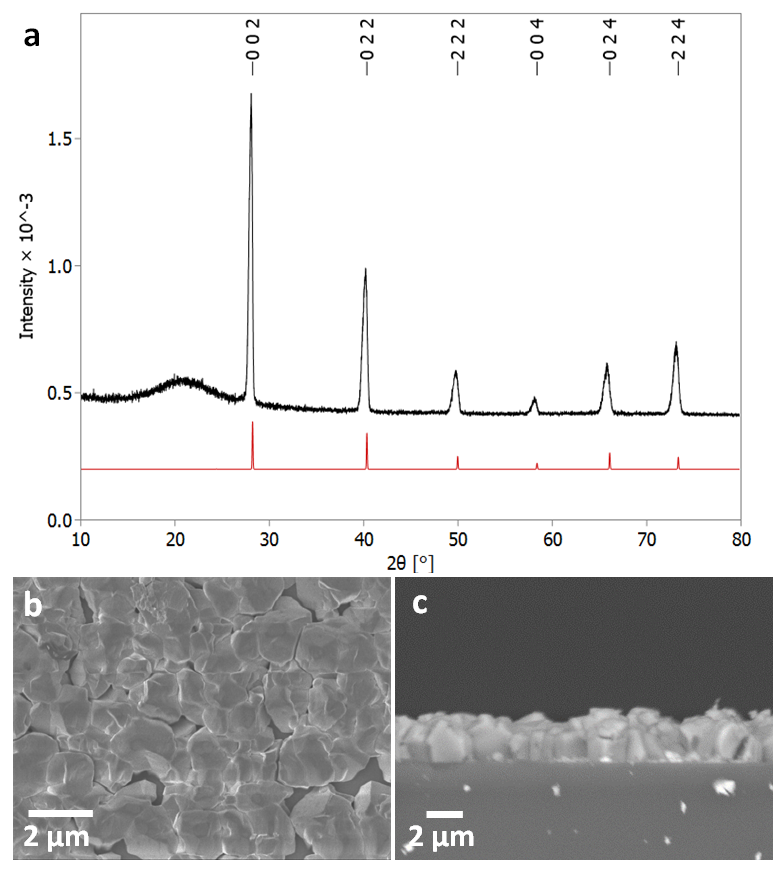 a
—0 0 2
—0 2 2
—2 2 2
—0 0 4
—0 2 4
—2 2 4
1.5
1.0
0.5
0.0
Intensity × 10^-3
10 20 30 40 50 60 70 80
2θ [°]
b
2 µm
c
2 µm